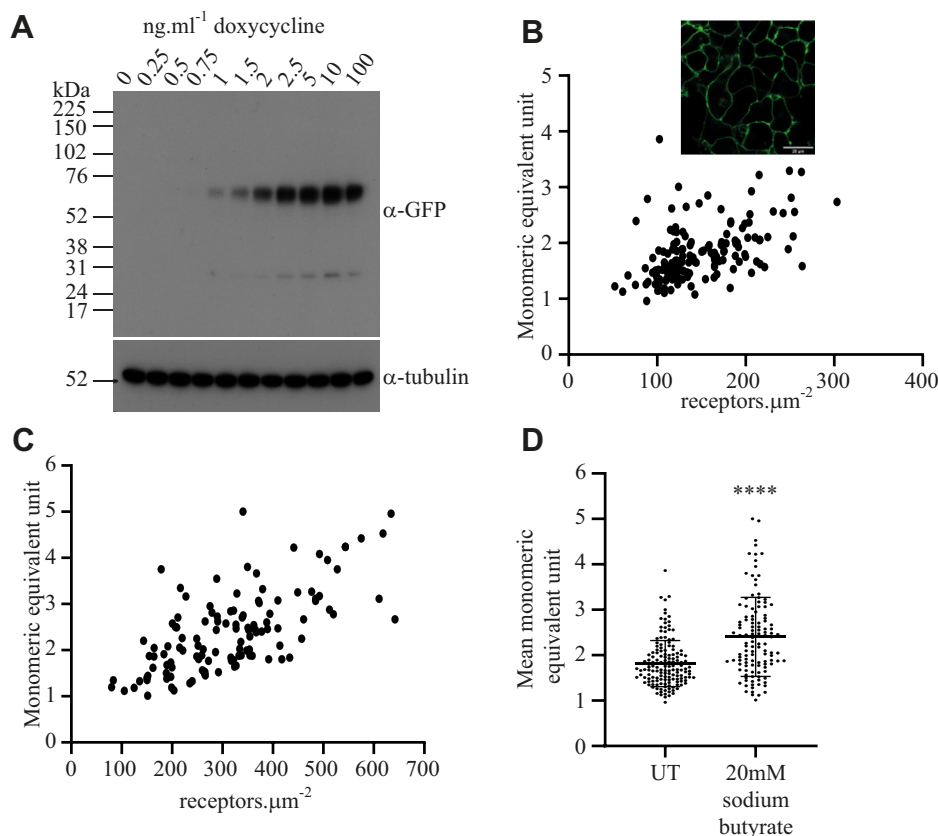 A
ng.ml-1 doxycycline
0 0.25 0.5 0.75 1 1.5 2 2.5 5 10 100
kDa
225
150
102
76
52
38
31
24
17
α-GFP
52
α-tubulin
B
Monomeric equivalent unit
5
4
3
2
1
0
0 100 200 300 400
receptors.μm-2
C
Monomeric equivalent unit
6
5
4
3
2
1
0
0 100 200 300 400 500 600 700
receptors.μm-2
D
Mean monomeric
equivalent unit
6
5
4
3
2
1
0
****
UT
20mM
sodium
butyrate